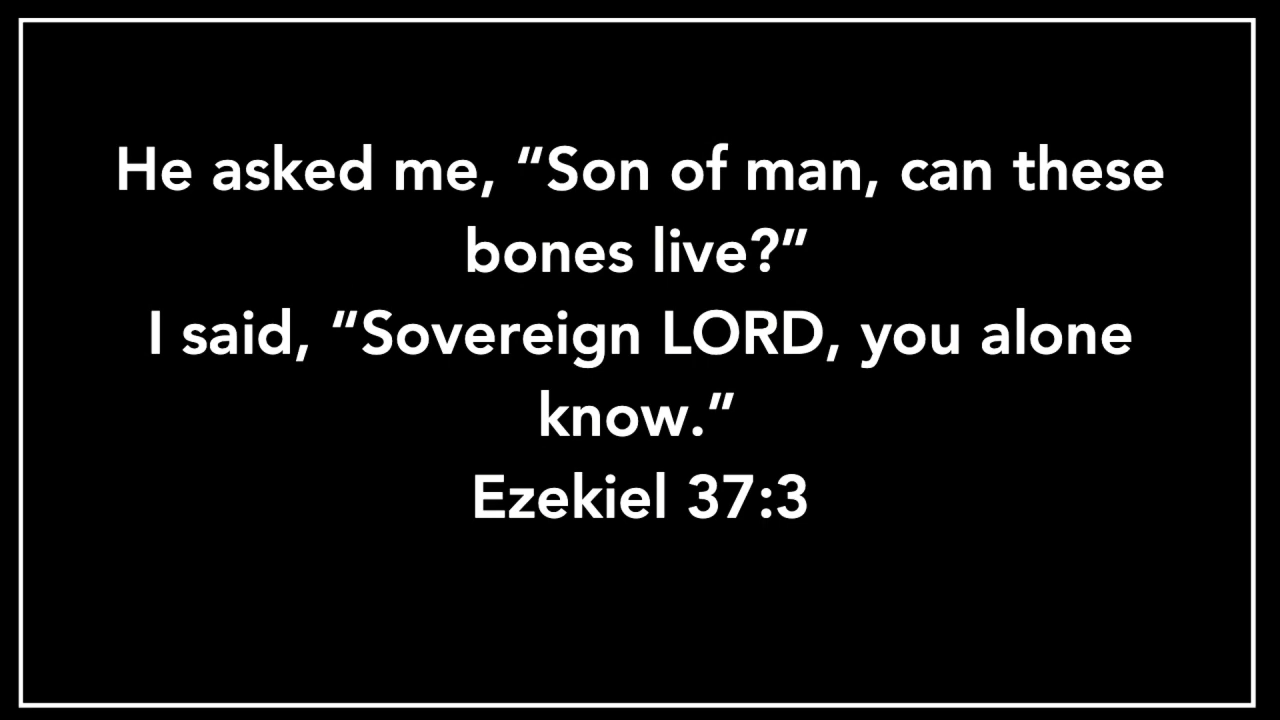 He asked me, “Son of man, can these
bones live?”
I said, “Sovereign LORD, you alone
know.”
Ezekiel 37:3